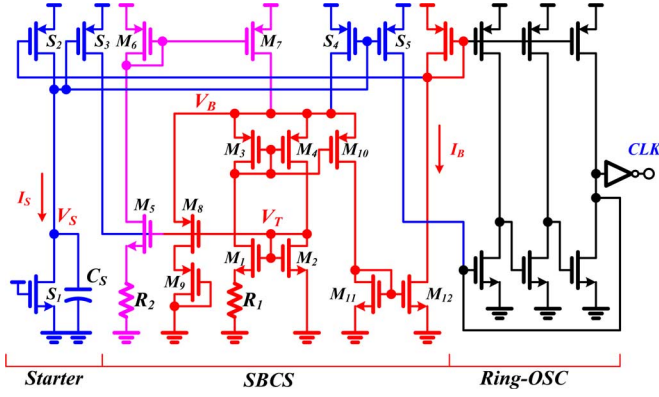 S2 S3 M6 M7 S4 S5
VB
M3 M4 M10 IB CLK
IS VS M5 M8 VT
M1 M2
S1 CS R2 M9 R1 M11 M12
Starter SBCS Ring-OSC